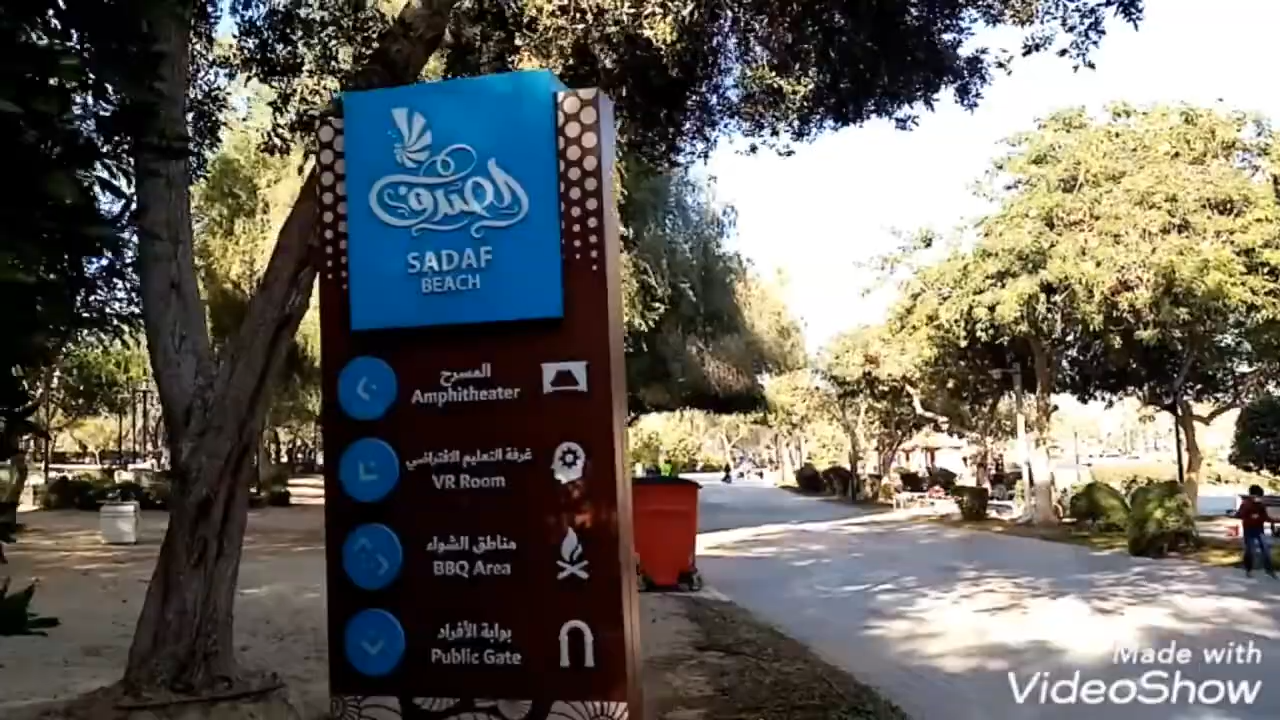 الصدف
SADAF
BEACH
المسرح
Amphitheater
غرفة التعليم الافتراضي
VR Room
مناطق الشواء
BBQ Area
بوابة الأفراد
Public Gate
Made with
VideoShow